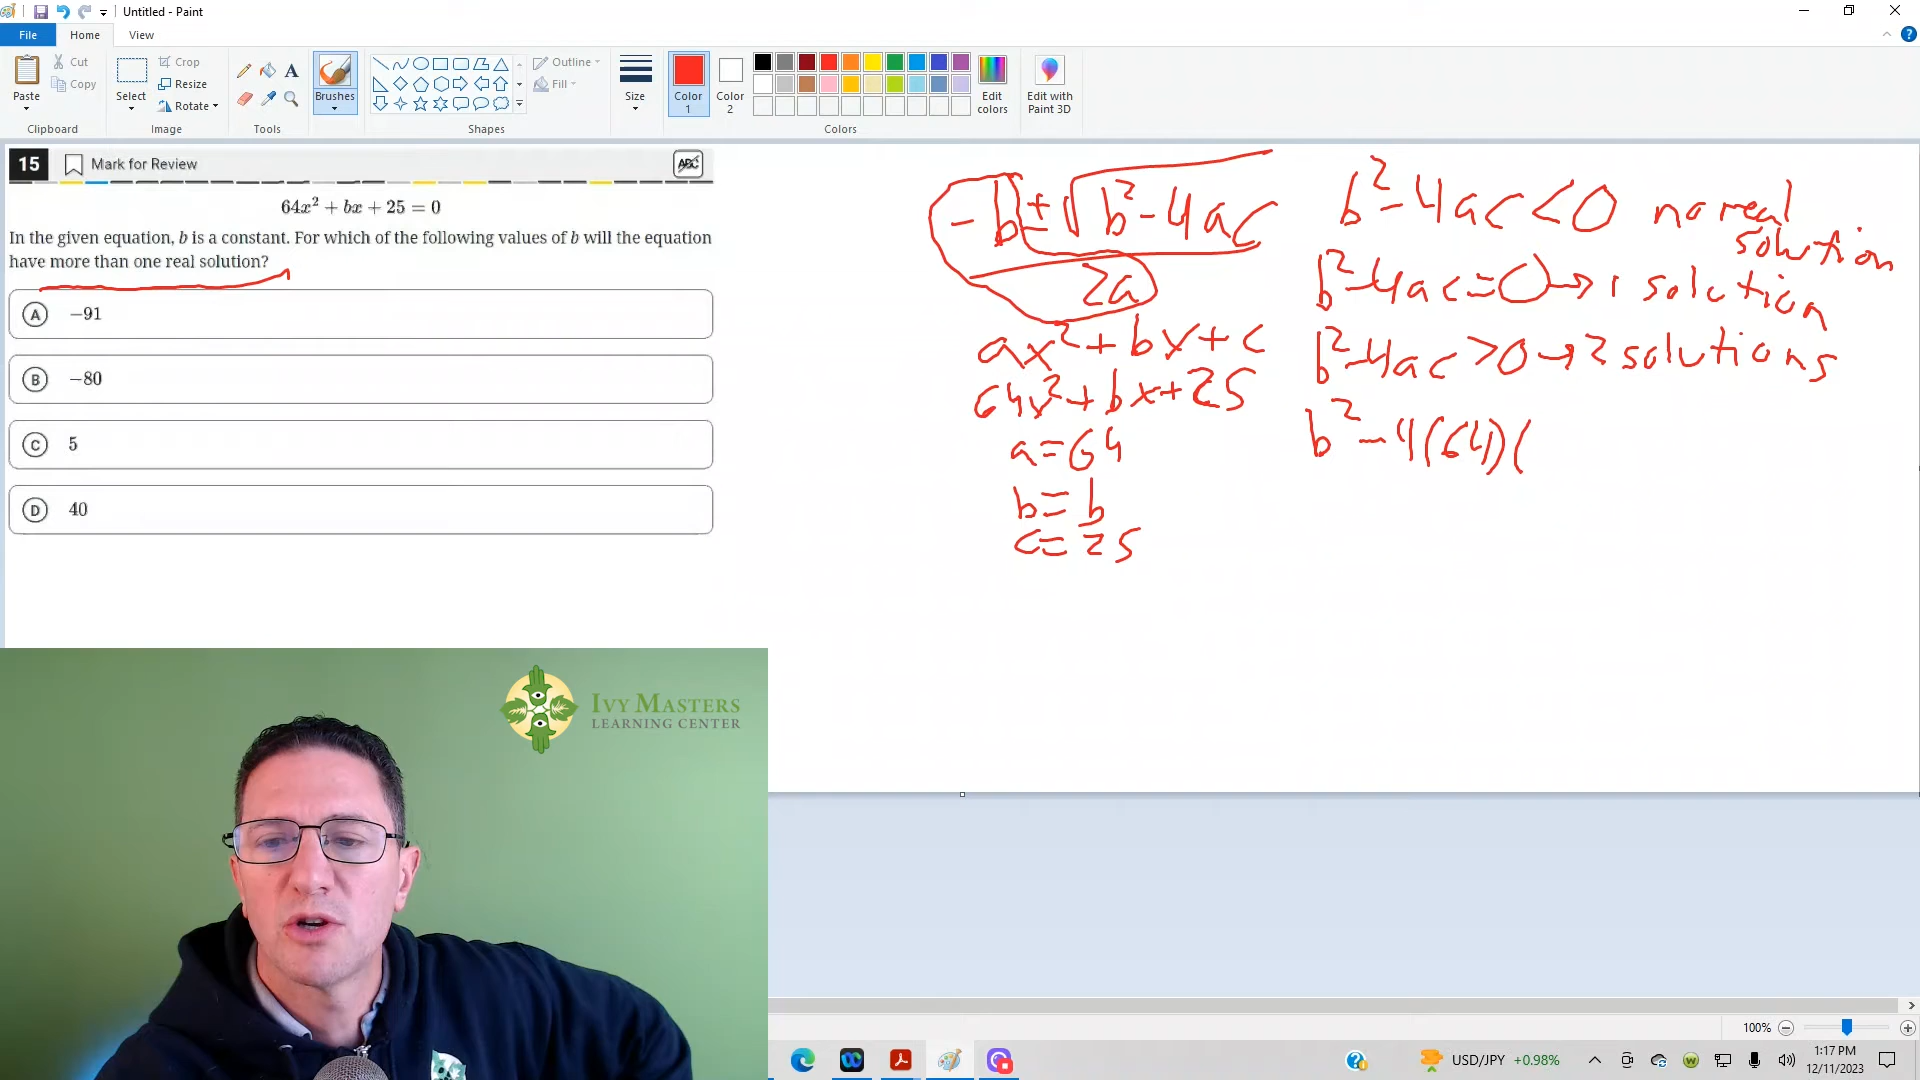 Untitled - Paint
File
Home
View
Paste
Cut
Copy
Clipboard
Select
Crop
Resize
Rotate
Image
Tools
Brushes
Shapes
Outline
Fill
Size
Color 1
Color 2
Colors
Edit colors
Edit with Paint 3D
15
Mark for Review
ABC
64x² + bx + 25 = 0
In the given equation, b is a constant. For which of the following values of b will the equation
have more than one real solution?
A −91
B −80
C 5
D 40
-b ± √b²-4ac
2a
ax²+bx+c
64x²+bx+25
a=64
b=b
c=25
b²-4ac<0 no real
solution
b²-4ac=0→1 solution
b²-4ac>0→2 solutions
b²-4(64)(
IVY MASTERS
LEARNING CENTER
100%
USD/JPY +0.98%
1:17 PM
12/11/2023